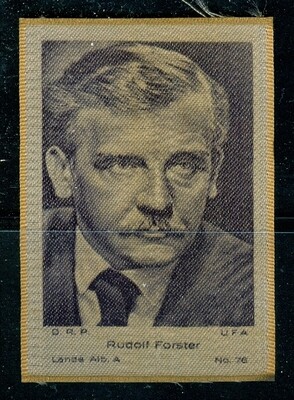 D. R. P. UFA
Rudolf Forster
Lande Alb. A No. 76